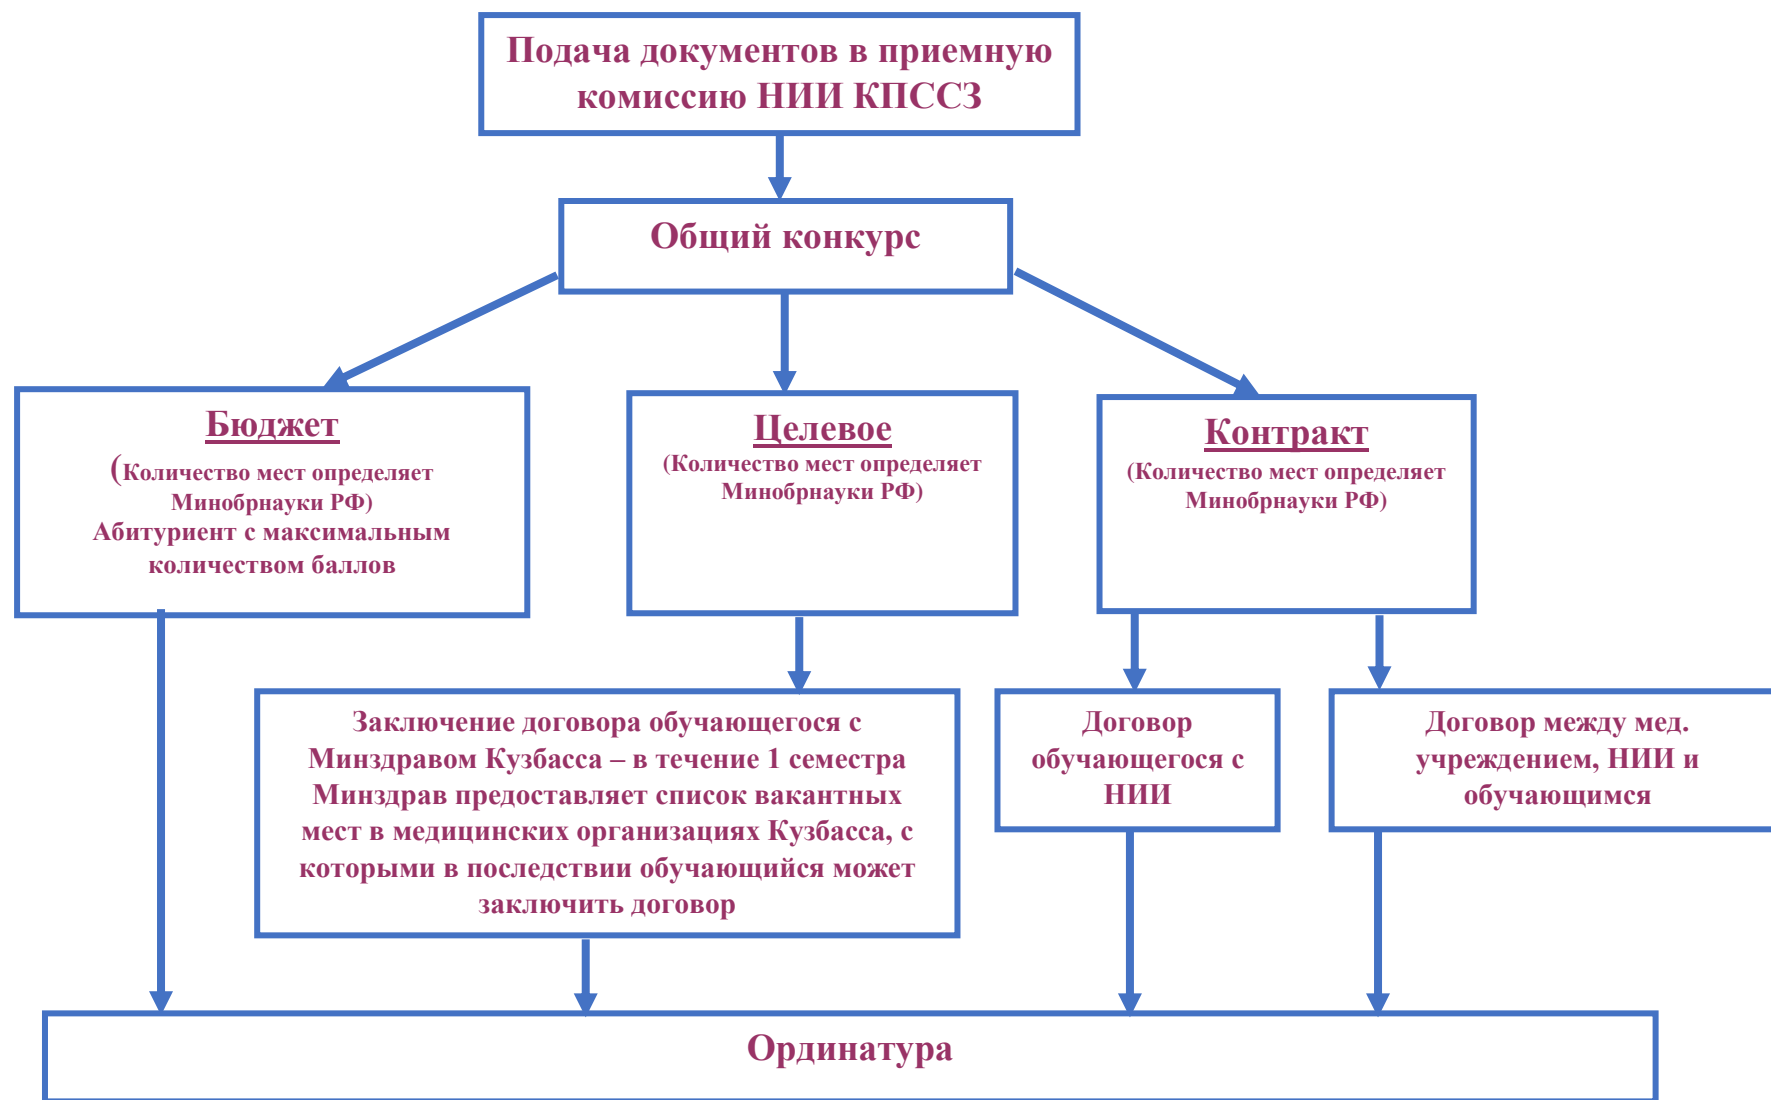 Подача документов в приемную
комиссию НИИ КПССЗ
Общий конкурс
Бюджет
(Количество мест определяет
Минобрнауки РФ)
Абитуриент с максимальным
количеством баллов
Целевое
(Количество мест определяет
Минобрнауки РФ)
Контракт
(Количество мест определяет
Минобрнауки РФ)
Заключение договора обучающегося с
Минздравом Кузбасса – в течение 1 семестра
Минздрав предоставляет список вакантных
мест в медицинских организациях Кузбасса, с
которыми в последствии обучающийся может
заключить договор
Договор
обучающегося с
НИИ
Договор между мед.
учреждением, НИИ и
обучающимся
Ординатура